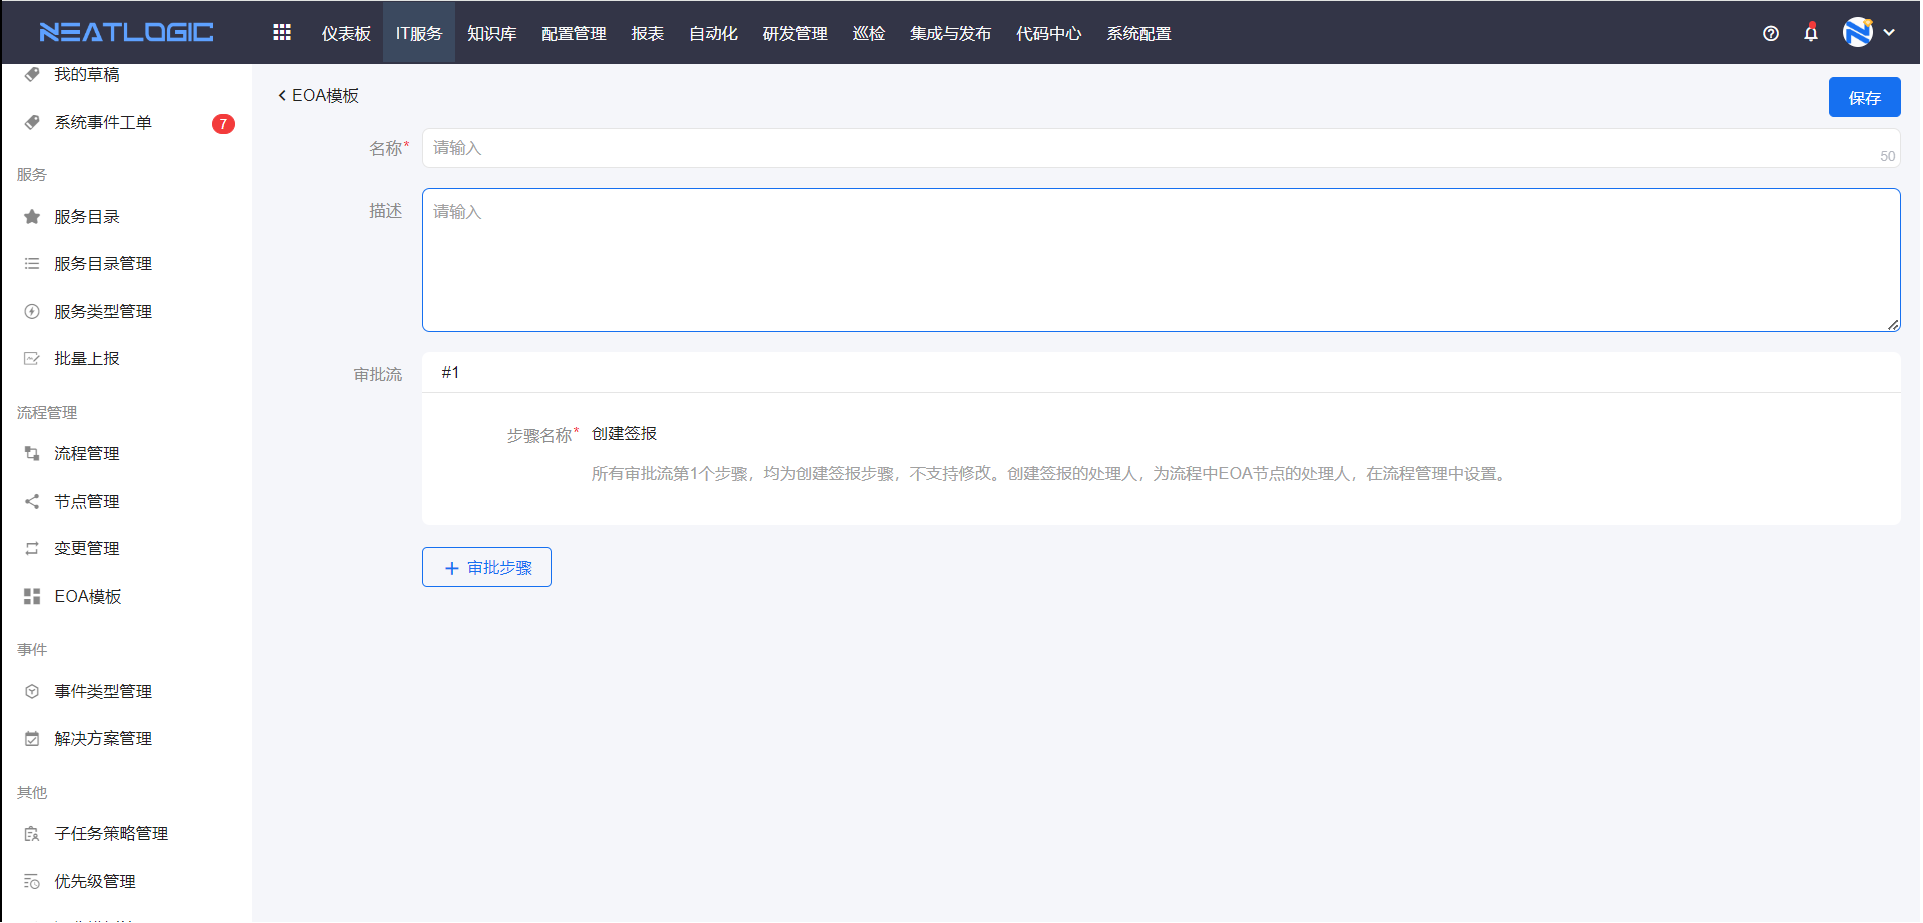 NEATLOGIC 仪表板 IT服务 知识库 配置管理 报表 自动化 研发管理 巡检 集成与发布 代码中心 系统配置
我的草稿
系统事件工单 7
服务
服务目录
服务目录管理
服务类型管理
批量上报
流程管理
流程管理
节点管理
变更管理
EOA模板
事件
事件类型管理
解决方案管理
其他
子任务策略管理
优先级管理
EOA模板
保存
名称* 请输入
50
描述 请输入
审批流 #1
步骤名称* 创建签报
所有审批流第1个步骤，均为创建签报步骤，不支持修改。创建签报的处理人，为流程中EOA节点的处理人，在流程管理中设置。
审批步骤